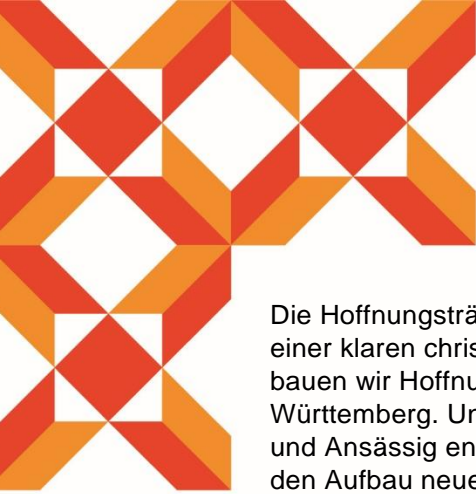 Die Hoffnungsträ
einer klaren chris
bauen wir Hoffnu
Württemberg. Un
und Ansässig en
den Aufbau neue